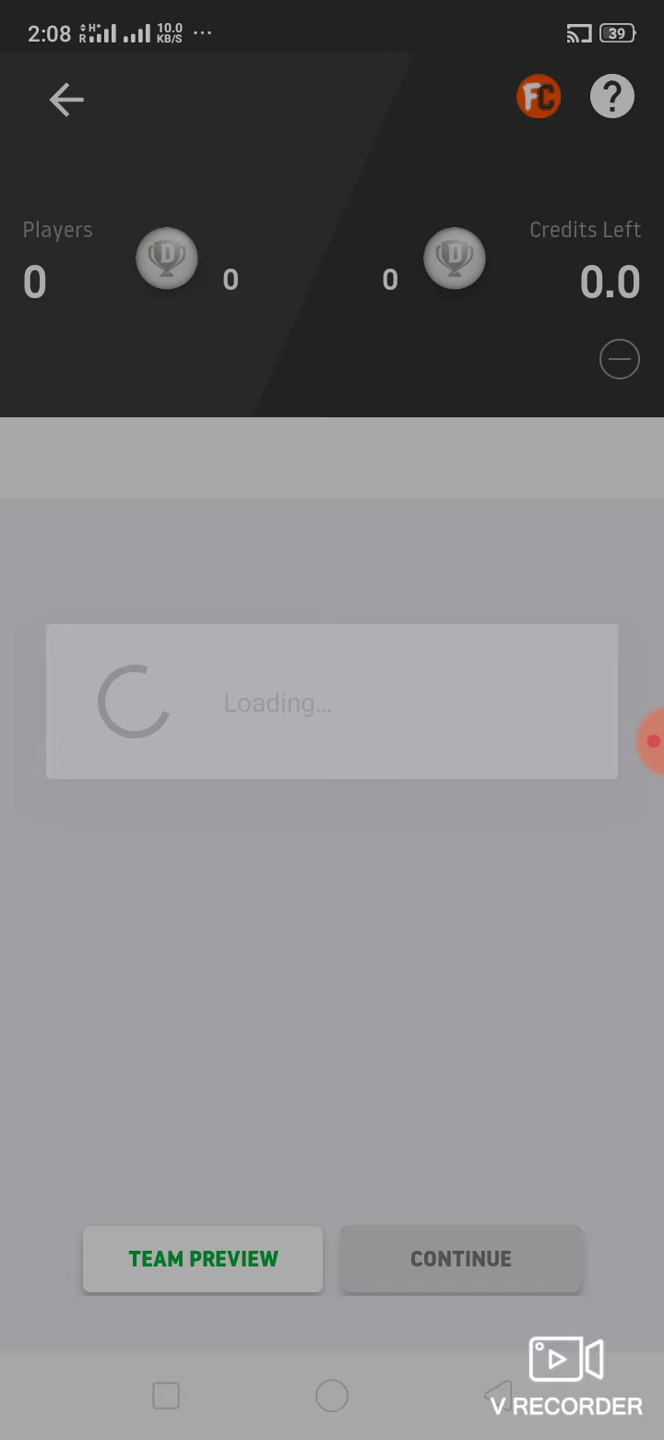 2:08 R H+ 10.0 KB/S ... 39
FC ?
Players D 0 0 D Credits Left
0 0.0
Loading...
TEAM PREVIEW CONTINUE
V RECORDER